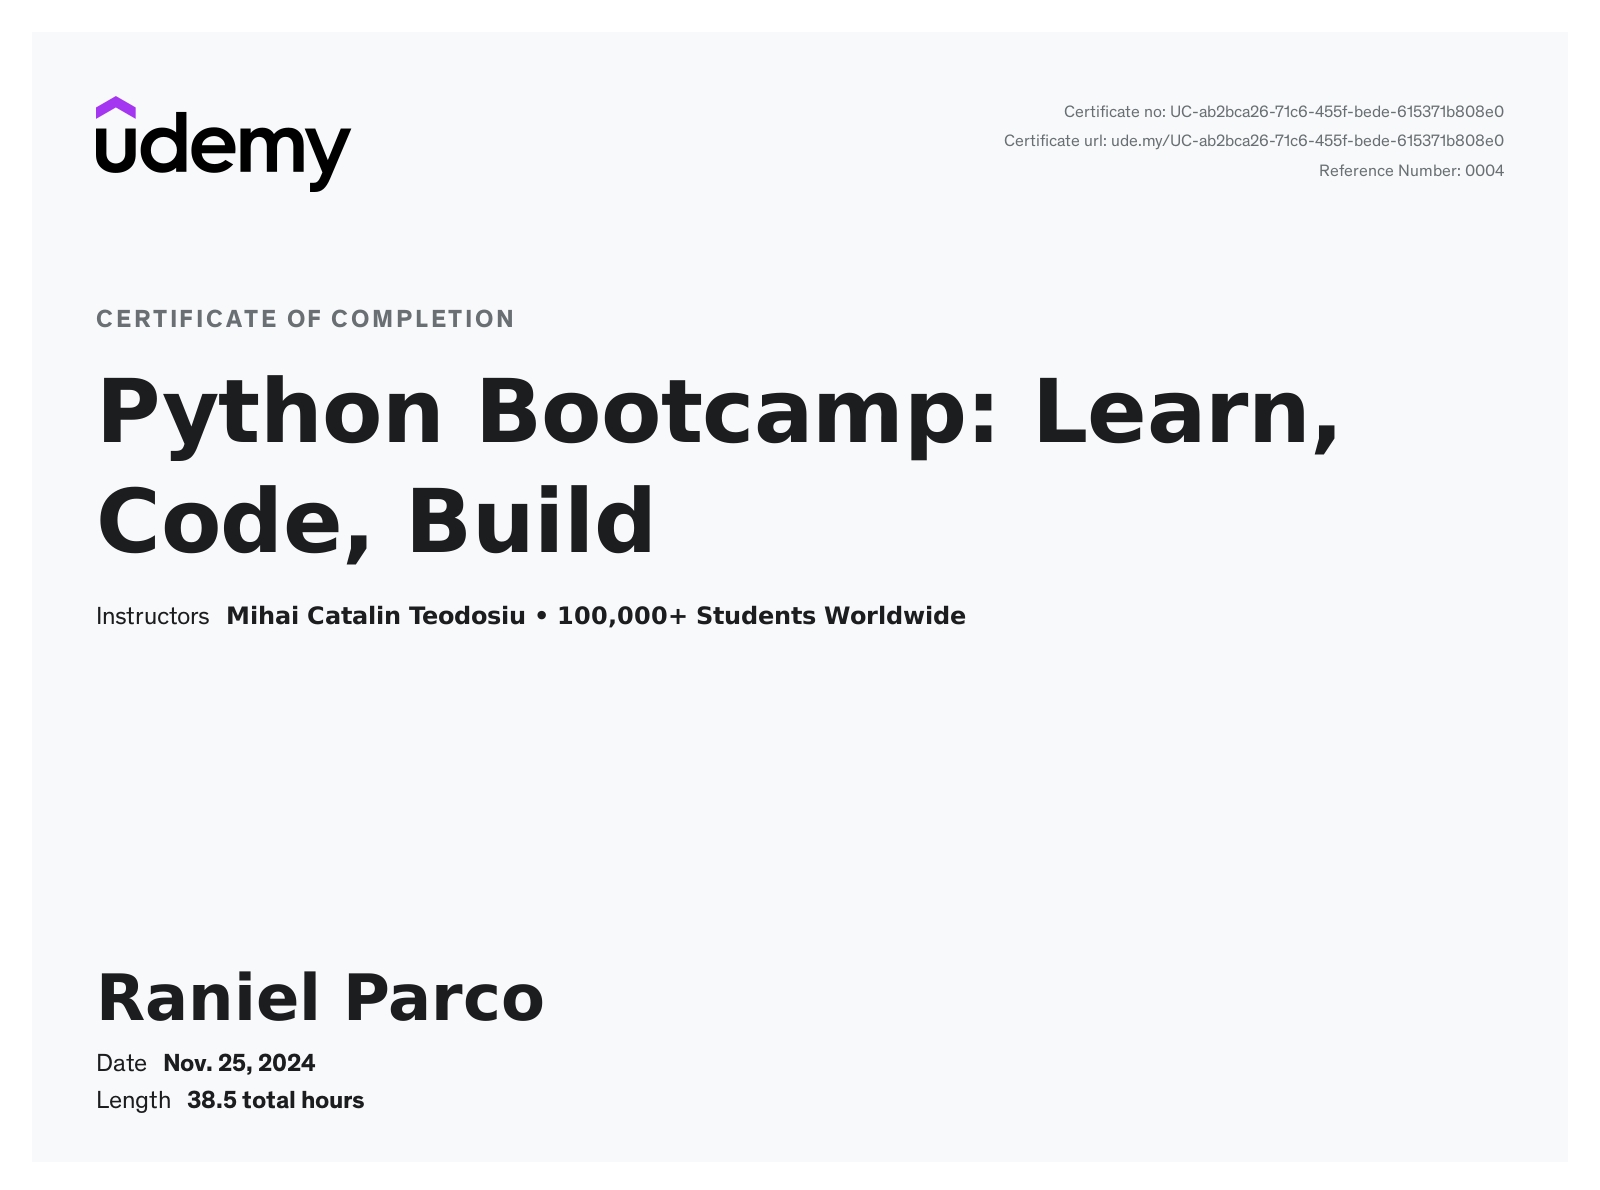 udemy
Certificate no: UC-ab2bca26-71c6-455f-bede-615371b808e0
Certificate url: ude.my/UC-ab2bca26-71c6-455f-bede-615371b808e0
Reference Number: 0004
CERTIFICATE OF COMPLETION
Python Bootcamp: Learn,
Code, Build
Instructors Mihai Catalin Teodosiu • 100,000+ Students Worldwide
Raniel Parco
Date Nov. 25, 2024
Length 38.5 total hours